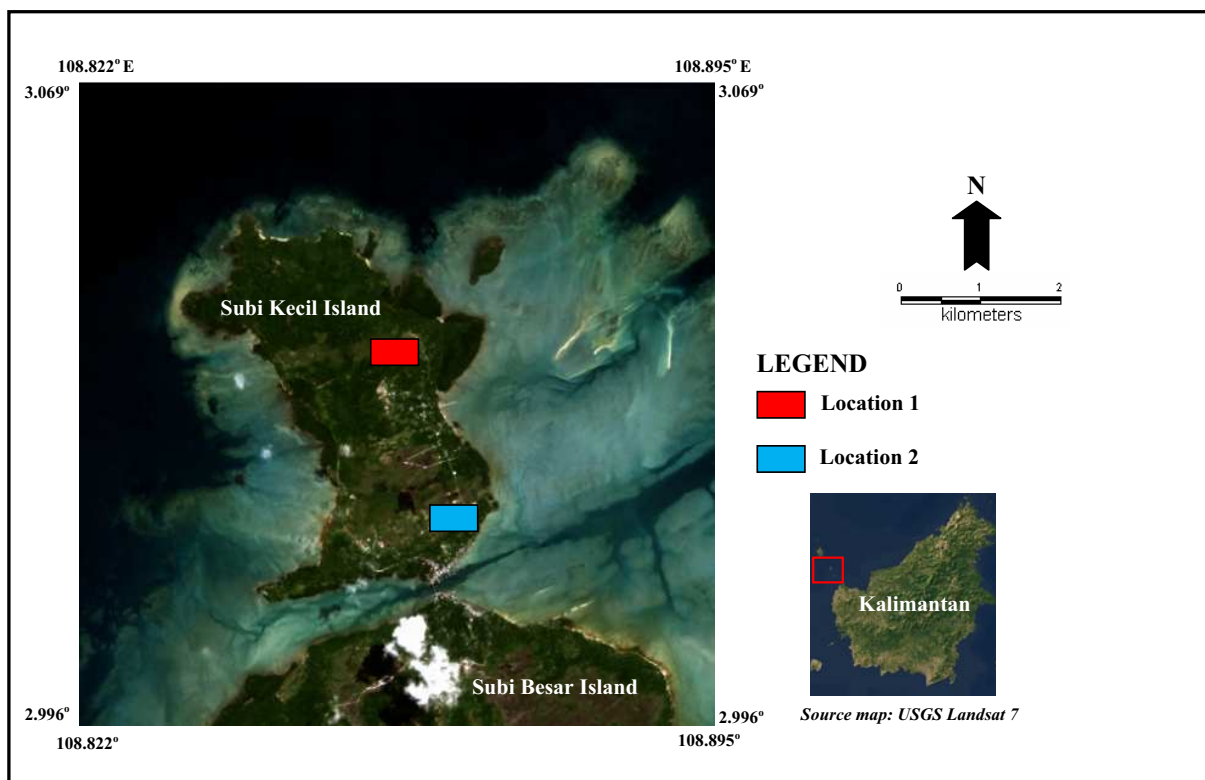 108.822° E
108.895° E
3.069°
3.069°
N
Subi Kecil Island
0 1 2
kilometers
LEGEND
Location 1
Location 2
Kalimantan
Subi Besar Island
Source map: USGS Landsat 7
2.996°
2.996°
108.822°
108.895°